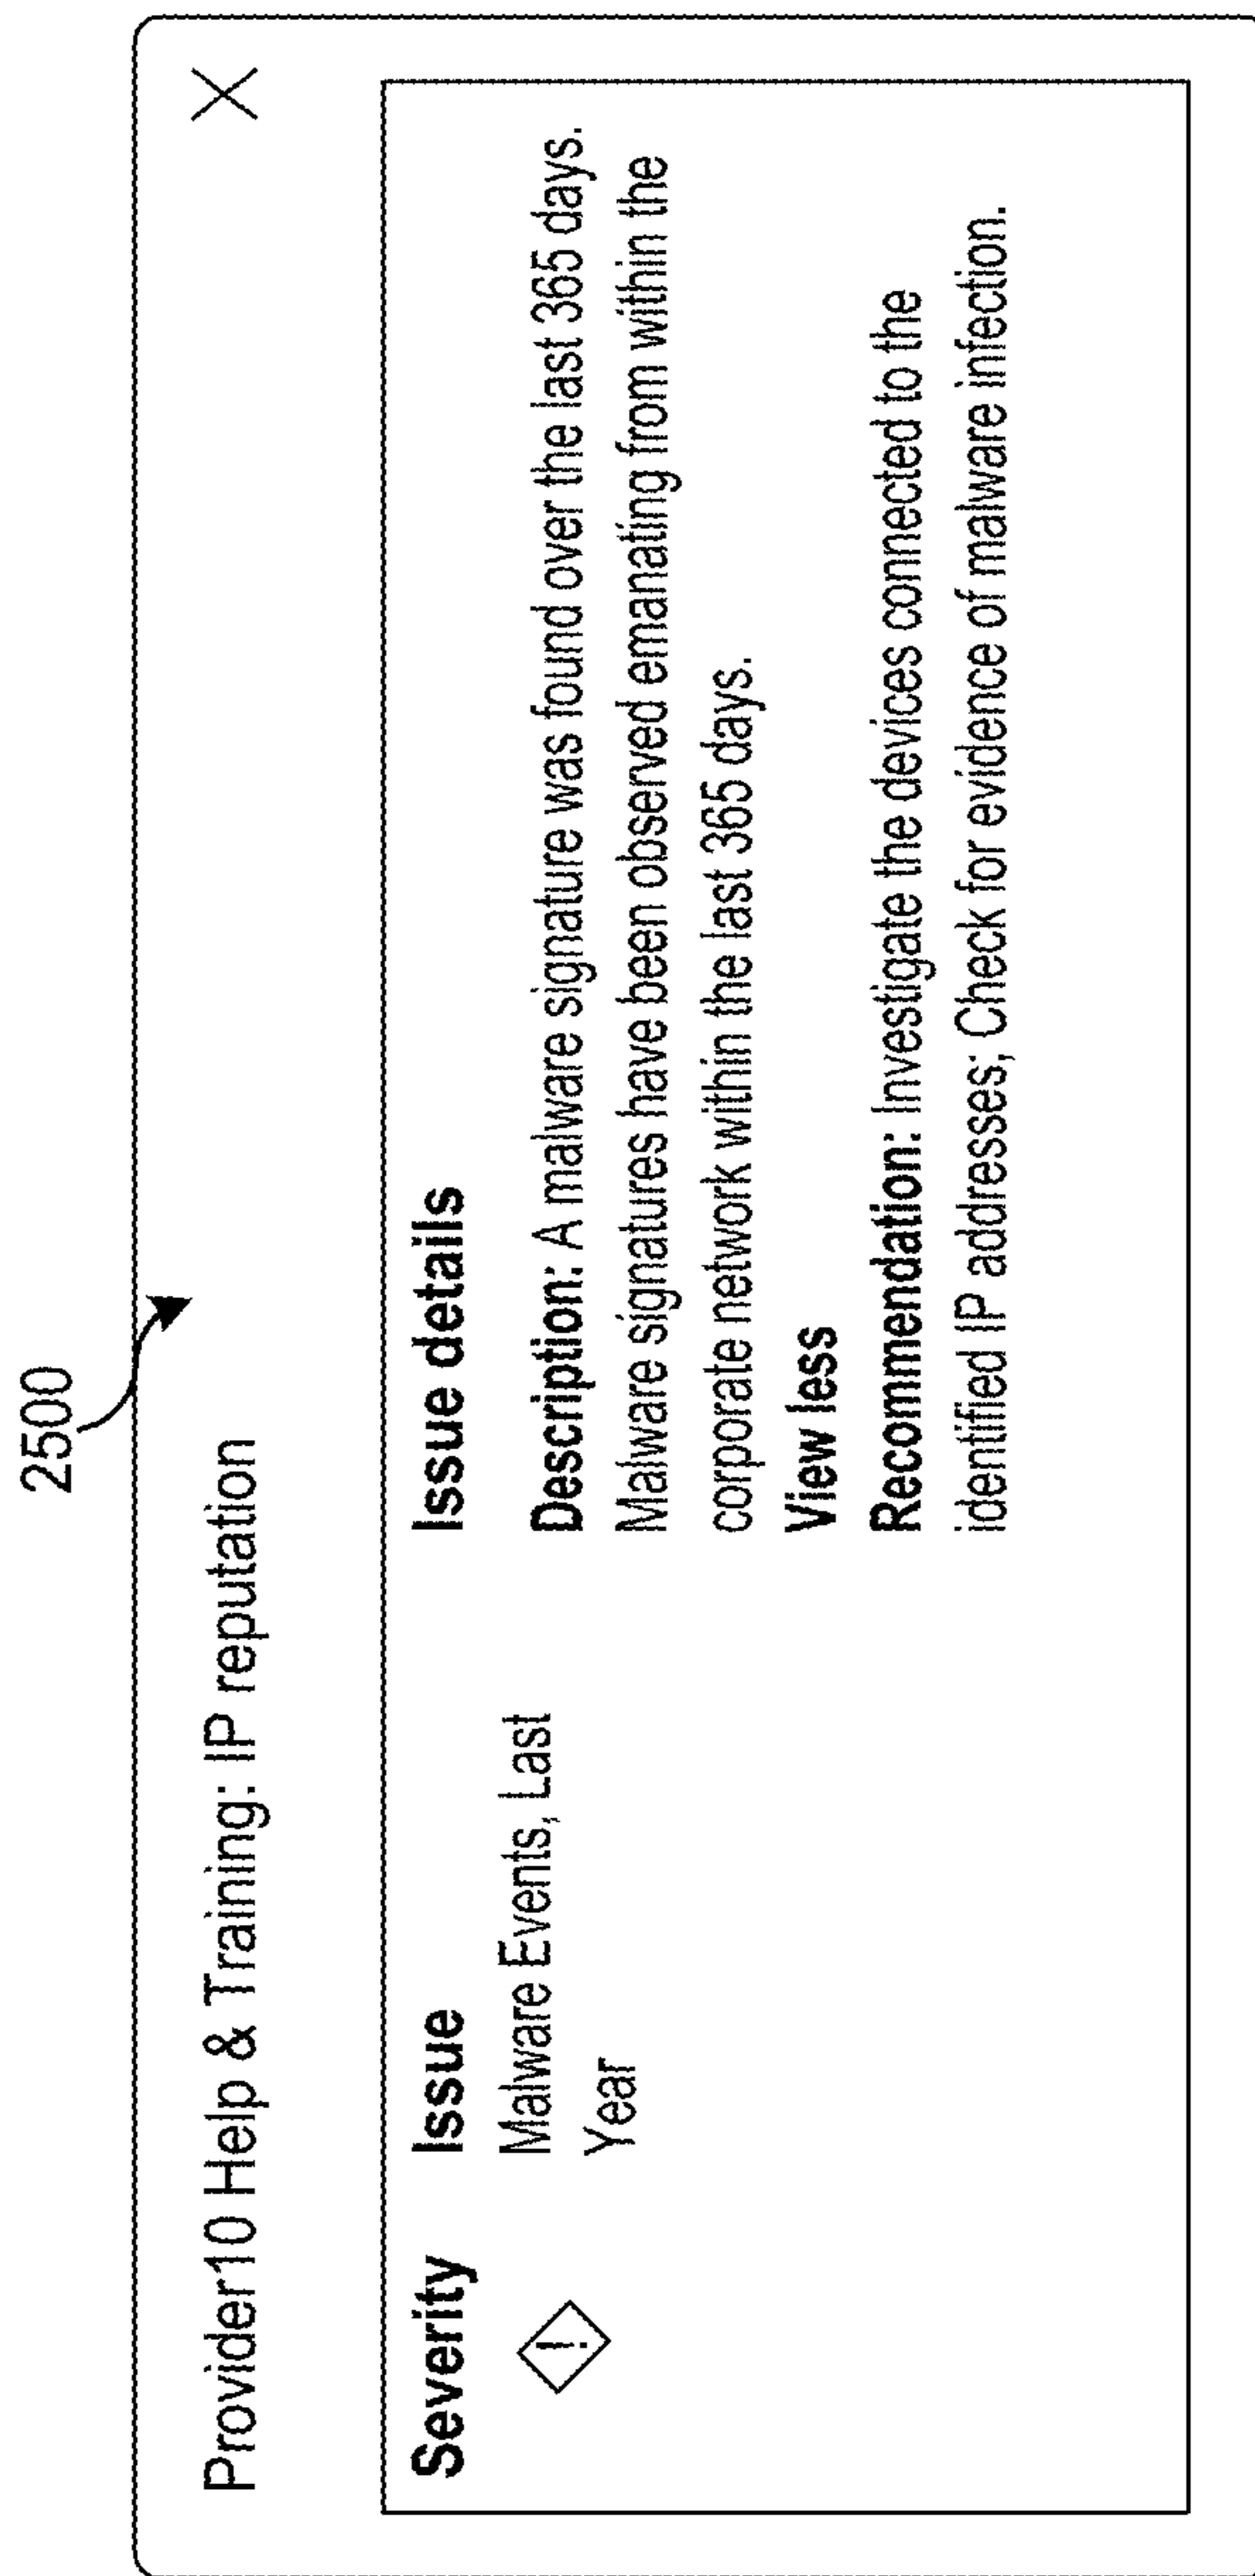 2500
Provider10 Help & Training: IP reputation
X
Severity
!
Issue
Malware Events, Last
Year
Issue details
Description: A malware signature was found over the last 365 days.
Malware signatures have been observed emanating from within the
corporate network within the last 365 days.
View less
Recommendation: Investigate the devices connected to the
identified IP addresses; Check for evidence of malware infection.